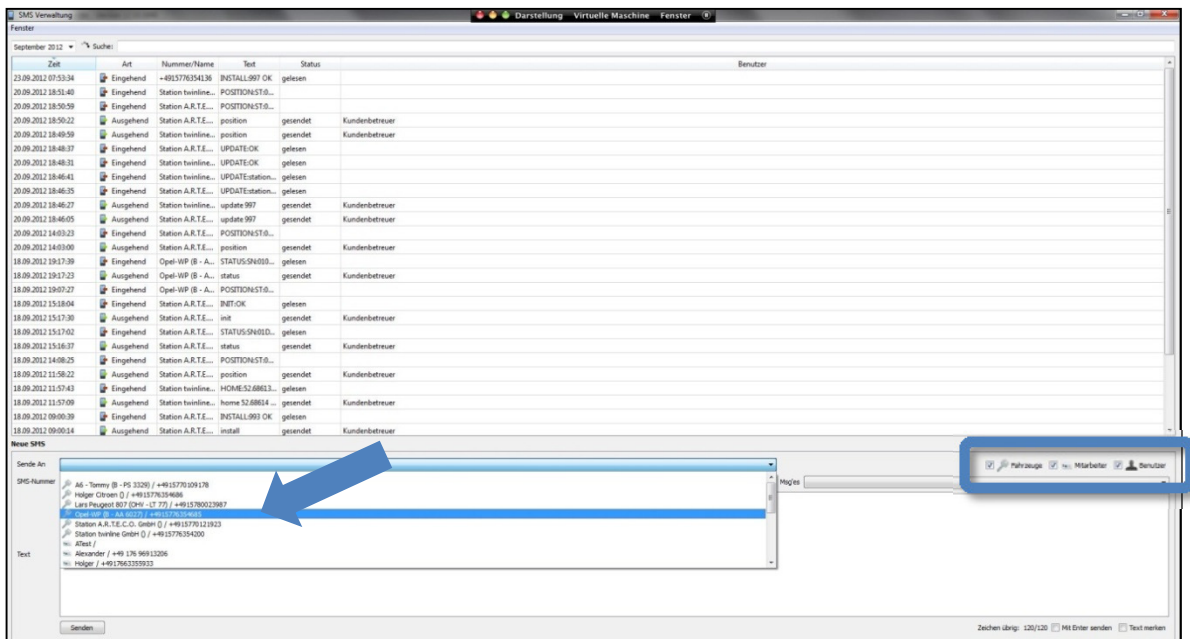 SMS Verwaltung
Darstellung Virtuelle Maschine Fenster
Fenster
September 2012 Suche:
Zeit Art Nummer/Name Text Status Benutzer
23.09.2012 07:53:34 Eingehend +4915776354136 INSTALL:997 OK gelesen
20.09.2012 18:51:40 Eingehend Station twinline... POSITION:ST:0...
20.09.2012 18:50:59 Eingehend Station A.R.T.E.... POSITION:ST:0...
20.09.2012 18:50:22 Ausgehend Station A.R.T.E.... position gesendet Kundenbetreuer
20.09.2012 18:49:59 Ausgehend Station twinline... position gesendet Kundenbetreuer
20.09.2012 18:48:37 Eingehend Station A.R.T.E.... UPDATE:OK gelesen
20.09.2012 18:48:31 Eingehend Station twinline... UPDATE:OK gelesen
20.09.2012 18:46:41 Eingehend Station twinline... UPDATE:station... gelesen
20.09.2012 18:46:35 Eingehend Station A.R.T.E.... UPDATE:station... gelesen
20.09.2012 18:46:27 Ausgehend Station twinline... update 997 gesendet Kundenbetreuer
20.09.2012 18:46:05 Ausgehend Station A.R.T.E.... update 997 gesendet Kundenbetreuer
20.09.2012 14:03:23 Eingehend Station A.R.T.E.... POSITION:ST:0...
20.09.2012 14:03:00 Ausgehend Station A.R.T.E.... position gesendet Kundenbetreuer
18.09.2012 19:17:39 Eingehend Opel-WP (B - A... STATUS:SN:010... gelesen
18.09.2012 19:17:23 Ausgehend Opel-WP (B - A... status gesendet Kundenbetreuer
18.09.2012 19:07:27 Eingehend Opel-WP (B - A... POSITION:ST:0...
18.09.2012 15:18:04 Eingehend Station A.R.T.E.... INIT:OK gelesen
18.09.2012 15:17:30 Ausgehend Station A.R.T.E.... init gesendet Kundenbetreuer
18.09.2012 15:17:02 Eingehend Station A.R.T.E.... STATUS:SN:01D... gelesen
18.09.2012 15:16:37 Ausgehend Station A.R.T.E.... status gesendet Kundenbetreuer
18.09.2012 14:08:25 Eingehend Station A.R.T.E.... POSITION:ST:0...
18.09.2012 11:58:22 Ausgehend Station A.R.T.E.... position gesendet Kundenbetreuer
18.09.2012 11:57:43 Eingehend Station twinline... HOME:52.68613... gelesen
18.09.2012 11:57:09 Ausgehend Station twinline... home 52.68614 ... gesendet Kundenbetreuer
18.09.2012 09:00:39 Eingehend Station A.R.T.E.... INSTALL:993 OK gelesen
18.09.2012 09:00:14 Ausgehend Station A.R.T.E.... install gesendet Kundenbetreuer
Neue SMS
Sende An Fahrzeuge Mitarbeiter Benutzer
SMS-Nummer Msg'es
A6 - Tommy (B - PS 3329) / +4915770109178
Holger Citroen () / +4915776354686
Lars Peugeot 807 (OHV - LT 77) / +4915780023987
Opel-WP (B - AA 6027) / +4915776354685
Station A.R.T.E.C.O. GmbH () / +4915770121923
Station twinline GmbH () / +4915776354200
ATest /
Text
Alexander / +49 176 96913206
Holger / +4917663355933
Senden Zeichen übrig: 120/120 Mit Enter senden Text merken